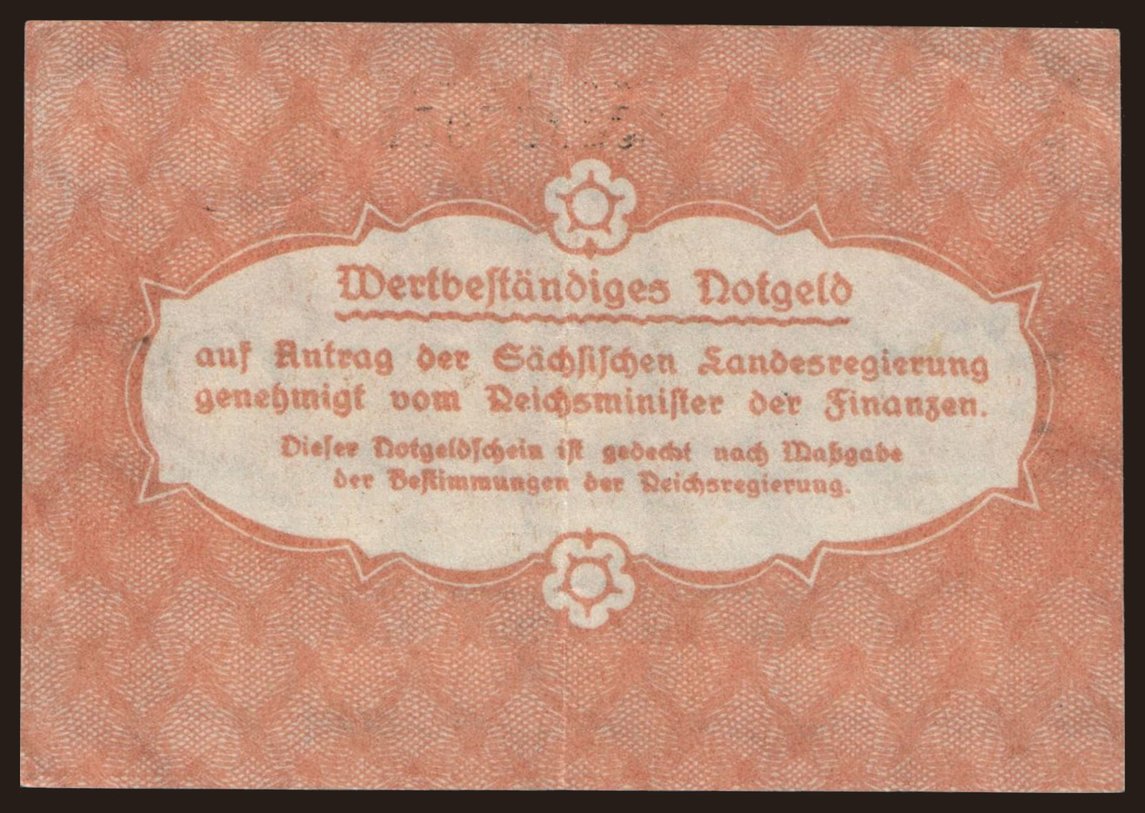 Wertbeständiges Notgeld
auf Antrag der Sächsischen Landesregierung
genehmigt vom Reichsminister der Finanzen.
Dieser Notgeldschein ist gedeckt nach Maßgabe
der Bestimmungen der Reichsregierung.